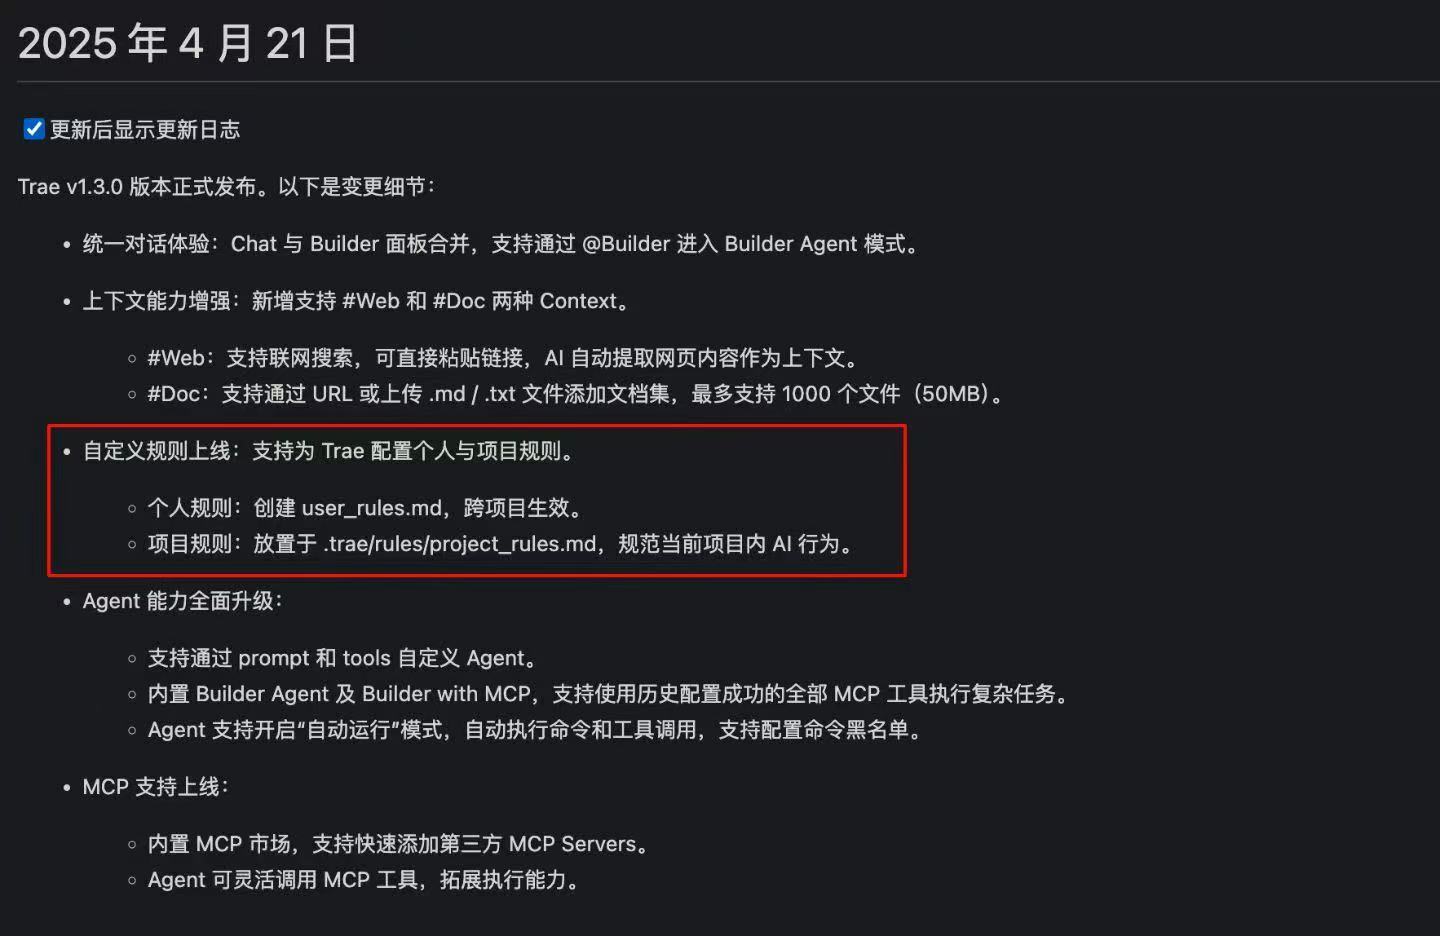 2025 年 4 月 21 日
更新后显示更新日志
Trae v1.3.0 版本正式发布。以下是变更细节：
• 统一对话体验：Chat 与 Builder 面板合并，支持通过 @Builder 进入 Builder Agent 模式。
• 上下文能力增强：新增支持 #Web 和 #Doc 两种 Context。
◦ #Web：支持联网搜索，可直接粘贴链接，AI 自动提取网页内容作为上下文。
◦ #Doc：支持通过 URL 或上传 .md / .txt 文件添加文档集，最多支持 1000 个文件（50MB）。
• 自定义规则上线：支持为 Trae 配置个人与项目规则。
◦ 个人规则：创建 user_rules.md，跨项目生效。
◦ 项目规则：放置于 .trae/rules/project_rules.md，规范当前项目内 AI 行为。
• Agent 能力全面升级：
◦ 支持通过 prompt 和 tools 自定义 Agent。
◦ 内置 Builder Agent 及 Builder with MCP，支持使用历史配置成功的全部 MCP 工具执行复杂任务。
◦ Agent 支持开启“自动运行”模式，自动执行命令和工具调用，支持配置命令黑名单。
• MCP 支持上线：
◦ 内置 MCP 市场，支持快速添加第三方 MCP Servers。
◦ Agent 可灵活调用 MCP 工具，拓展执行能力。